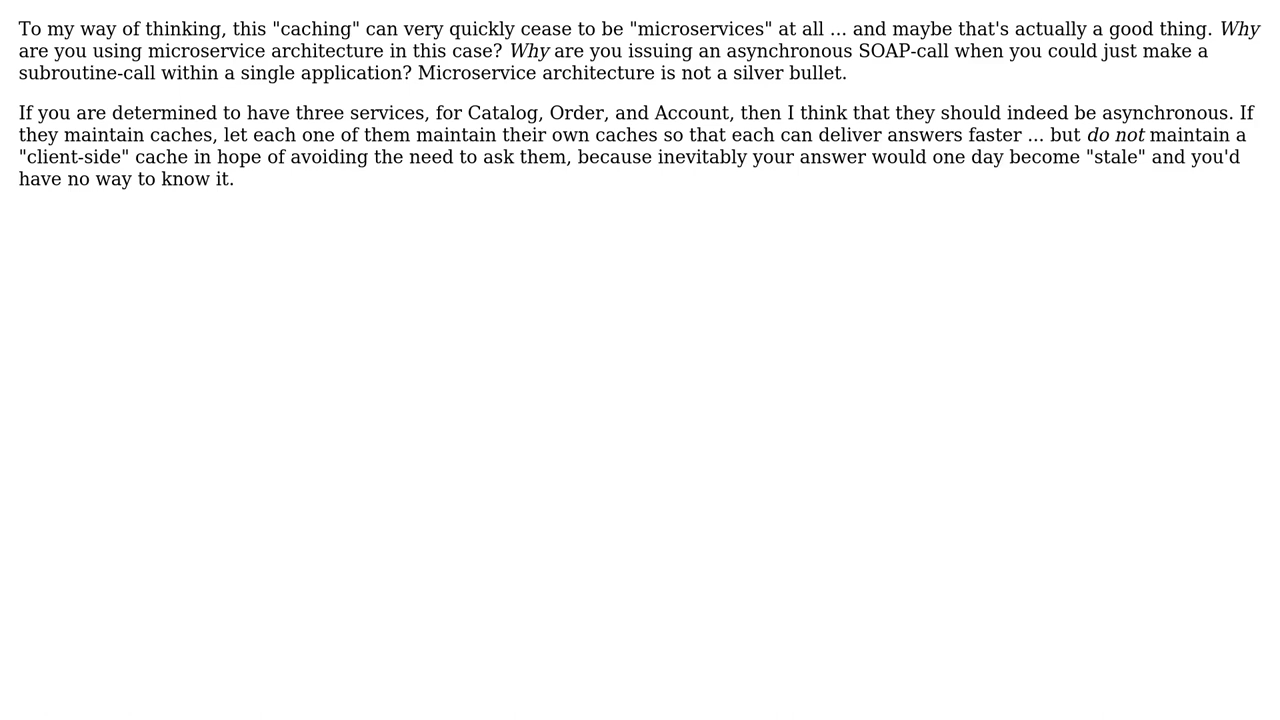 To my way of thinking, this "caching" can very quickly cease to be "microservices" at all ... and maybe that's actually a good thing. Why
are you using microservice architecture in this case? Why are you issuing an asynchronous SOAP-call when you could just make a
subroutine-call within a single application? Microservice architecture is not a silver bullet.
If you are determined to have three services, for Catalog, Order, and Account, then I think that they should indeed be asynchronous. If
they maintain caches, let each one of them maintain their own caches so that each can deliver answers faster ... but do not maintain a
"client-side" cache in hope of avoiding the need to ask them, because inevitably your answer would one day become "stale" and you'd
have no way to know it.